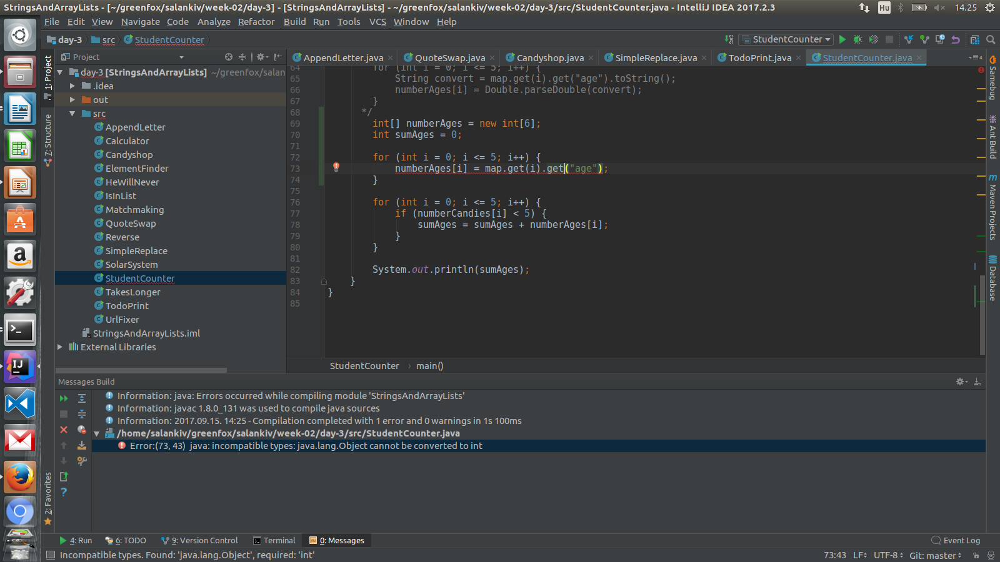 StringsAndArrayLists - [~/greenfox/salankiv/week-02/day-3] - [StringsAndArrayLists] - ~/greenfox/salankiv/week-02/day-3/src/StudentCounter.java - IntelliJ IDEA 2017.2.3
Hu
14.25
File Edit View Navigate Code Analyze Refactor Build Run Tools VCS Window Help
day-3 src StudentCounter
StudentCounter
Project
AppendLetter.java QuoteSwap.java Candyshop.java SimpleReplace.java TodoPrint.java StudentCounter.java
1: Project
7: Structure
2: Favorites
day-3 [StringsAndArrayLists] ~/greenfox/salan
.idea
out
src
AppendLetter
Calculator
Candyshop
ElementFinder
HeWillNever
IsInList
Matchmaking
QuoteSwap
Reverse
SimpleReplace
SolarSystem
StudentCounter
TakesLonger
TodoPrint
UrlFixer
StringsAndArrayLists.iml
External Libraries
64 for (int i = 0; i <= 5; i++) {
65 String convert = map.get(i).get("age").toString();
66 numberAges[i] = Double.parseDouble(convert);
67 }
68 */
69 int[] numberAges = new int[6];
70 int sumAges = 0;
71
72 for (int i = 0; i <= 5; i++) {
73 numberAges[i] = map.get(i).get("age");
74 }
75
76 for (int i = 0; i <= 5; i++) {
77 if (numberCandies[i] < 5) {
78 sumAges = sumAges + numberAges[i];
79 }
80 }
81
82 System.out.println(sumAges);
83 }
84 }
85
StudentCounter main()
Samebug
Ant Build
m Maven Projects
Database
Messages Build
Information: java: Errors occurred while compiling module 'StringsAndArrayLists'
Information: javac 1.8.0_131 was used to compile java sources
Information: 2017.09.15. 14:25 - Compilation completed with 1 error and 0 warnings in 1s 100ms
/home/salankiv/greenfox/salankiv/week-02/day-3/src/StudentCounter.java
Error:(73, 43) java: incompatible types: java.lang.Object cannot be converted to int
4: Run 6: TODO 9: Version Control Terminal 0: Messages Event Log
Incompatible types. Found: 'java.lang.Object', required: 'int' 73:43 LF UTF-8 Git: master